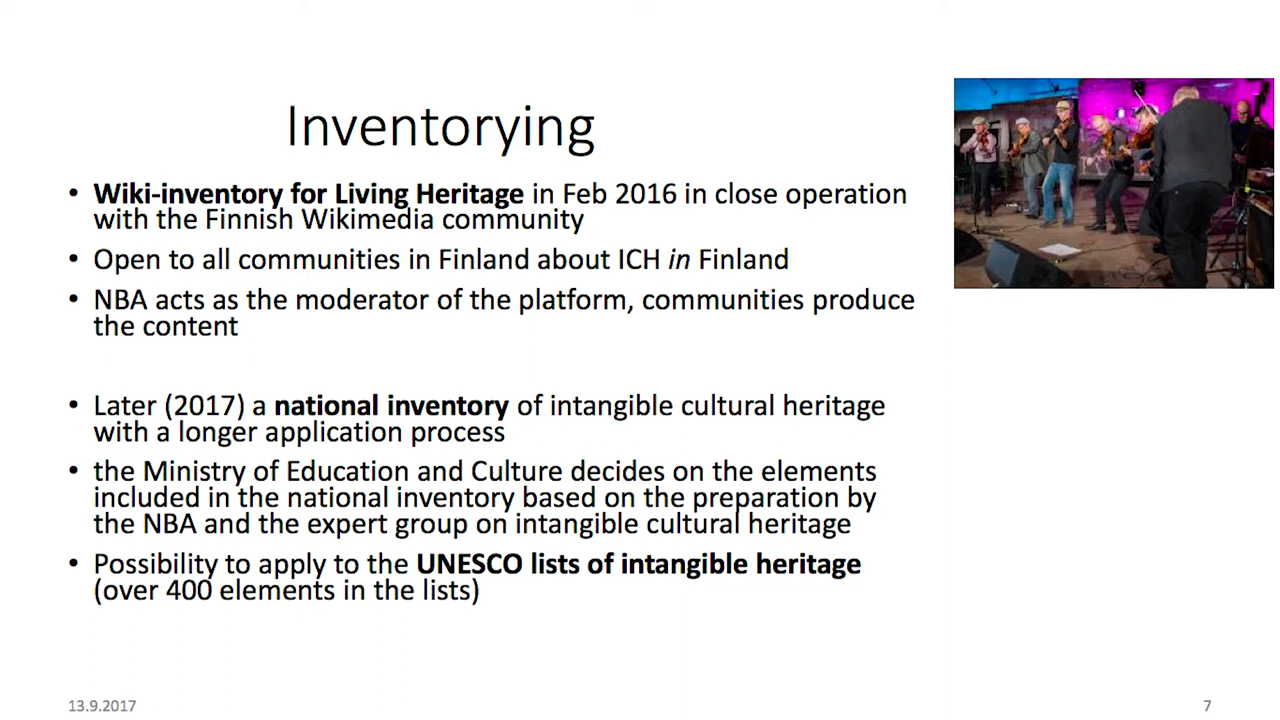 Inventorying
• Wiki-inventory for Living Heritage in Feb 2016 in close operation
with the Finnish Wikimedia community
• Open to all communities in Finland about ICH in Finland
• NBA acts as the moderator of the platform, communities produce
the content
• Later (2017) a national inventory of intangible cultural heritage
with a longer application process
• the Ministry of Education and Culture decides on the elements
included in the national inventory based on the preparation by
the NBA and the expert group on intangible cultural heritage
• Possibility to apply to the UNESCO lists of intangible heritage
(over 400 elements in the lists)
13.9.2017
7